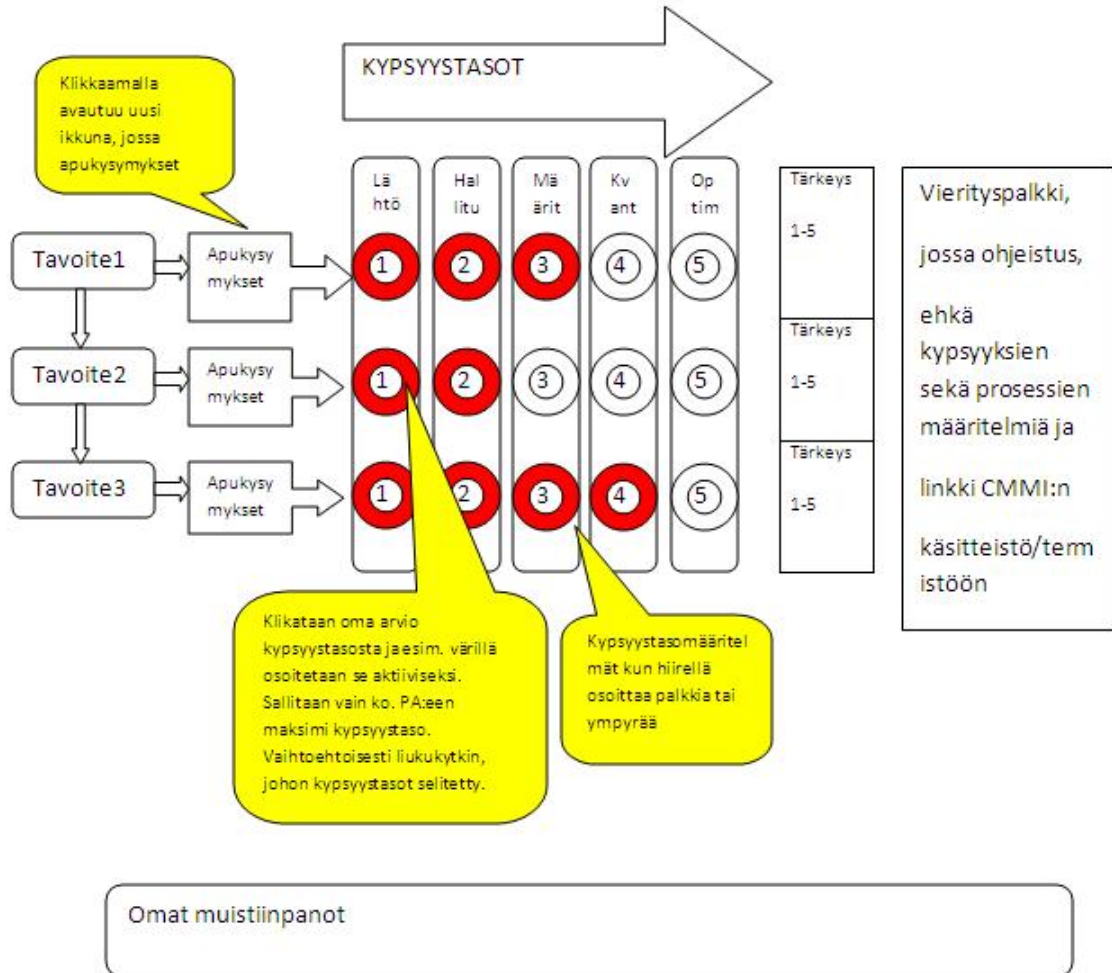 KYPSYYSTASOT
Klikkaamalla
avautuu uusi
ikkuna, jossa
apukysymykset
Lä
htö
Hal
litu
Mä
ärit
Kv
ant
Op
tim
Tavoite1
Apukysy
mykset
1
2
3
4
5
Tärkeys
1-5
Tavoite2
Apukysy
mykset
1
2
3
4
5
Tärkeys
1-5
Tavoite3
Apukysy
mykset
1
2
3
4
5
Tärkeys
1-5
Vierityspalkki,
jossa ohjeistus,
ehkä
kypsyyksien
sekä prosessien
määritelmiä ja
linkki CMMI:n
käsitteistö/term
istöön
Klikataan oma arvio
kypsyystasosta ja esim. värillä
osoitetaan se aktiiviseksi.
Sallitaan vain ko. PA:een
maksimi kypsyystaso.
Vaihtoehtoisesti liukukytkin,
johon kypsyystasot selitetty.
Kypsyystasomääritel
mät kun hiirellä
osoittaa palkkia tai
ympyrää
Omat muistiinpanot